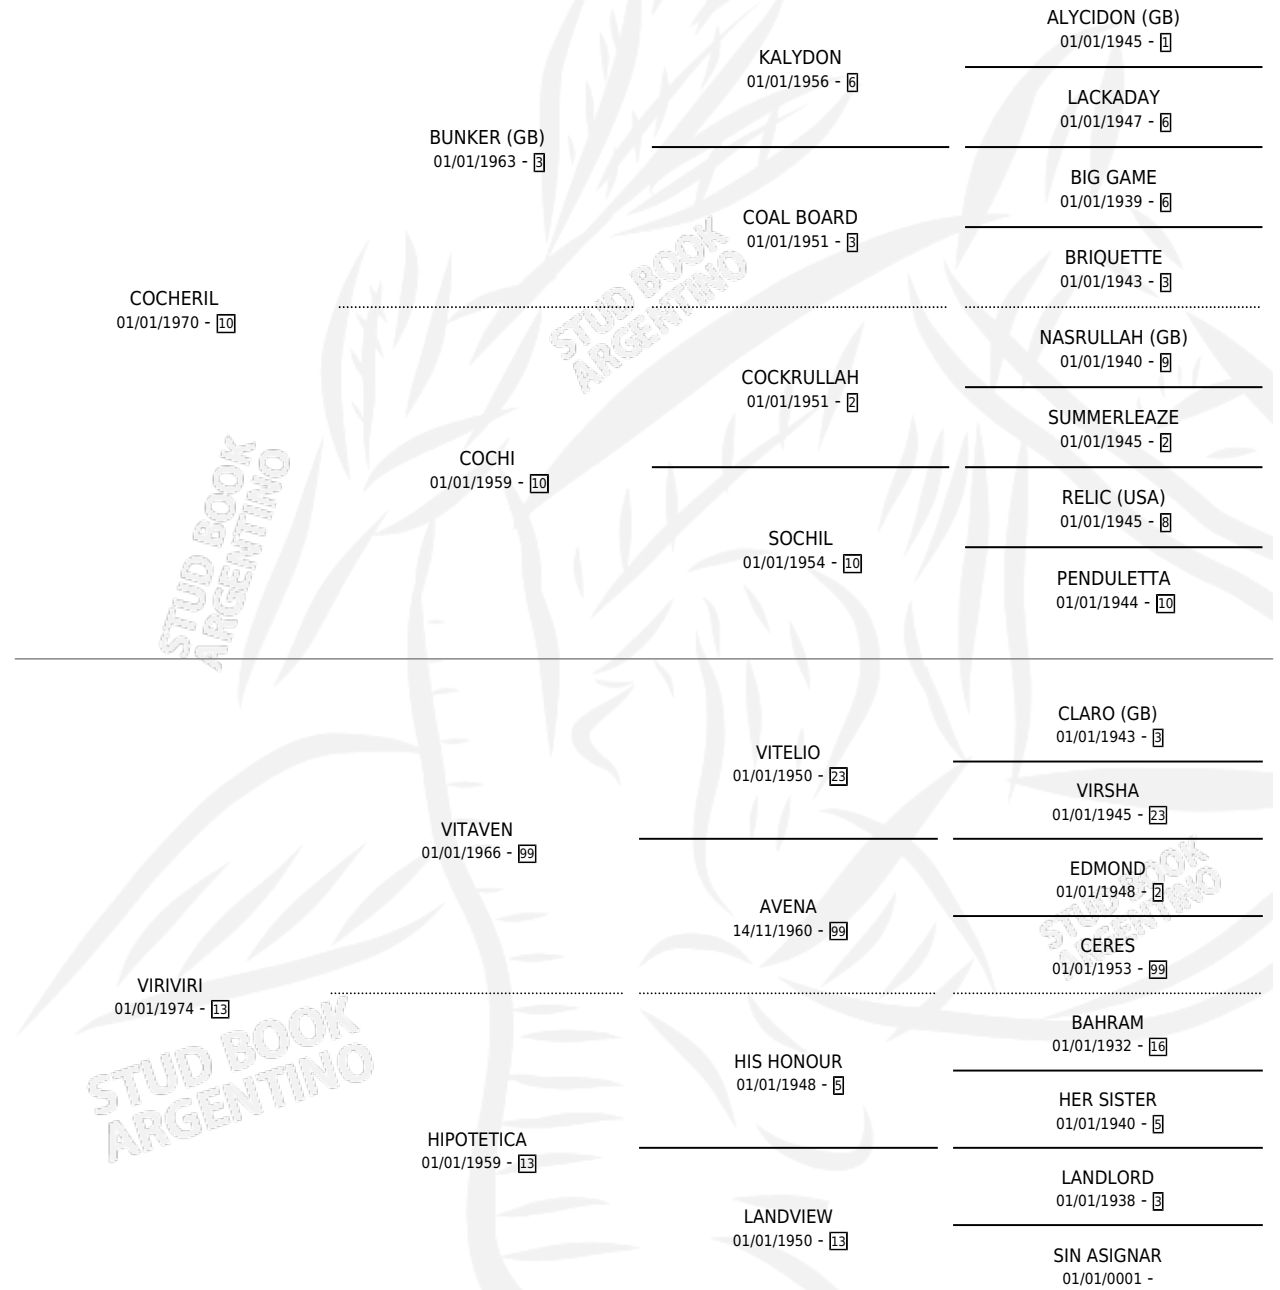 ALYCIDON (GB)
01/01/1945 - 1
KALYDON
01/01/1956 - 6
LACKADAY
01/01/1947 - 6
BUNKER (GB)
01/01/1963 - 3
BIG GAME
01/01/1939 - 6
COAL BOARD
01/01/1951 - 3
BRIQUETTE
01/01/1943 - 3
COCHERIL
01/01/1970 - 10
NASRULLAH (GB)
01/01/1940 - 9
COCKRULLAH
01/01/1951 - 2
SUMMERLEAZE
01/01/1945 - 2
COCHI
01/01/1959 - 10
RELIC (USA)
01/01/1945 - 8
SOCHIL
01/01/1954 - 10
PENDULETTA
01/01/1944 - 10
STUD BOOK
ARGENTINO
STUD BOOK
ARGENTINO
CLARO (GB)
01/01/1943 - 3
VITELIO
01/01/1950 - 23
VIRSHA
01/01/1945 - 23
VITAVEN
01/01/1966 - 99
EDMOND
01/01/1948 - 2
AVENA
14/11/1960 - 99
CERES
01/01/1953 - 99
VIRIVIRI
01/01/1974 - 13
BAHRAM
01/01/1932 - 16
HIS HONOUR
01/01/1948 - 5
HER SISTER
01/01/1940 - 5
HIPOTETICA
01/01/1959 - 13
LANDLORD
01/01/1938 - 3
LANDVIEW
01/01/1950 - 13
SIN ASIGNAR
01/01/0001 -
STUD BOOK
ARGENTINO
STUD BOOK
ARGENTINO